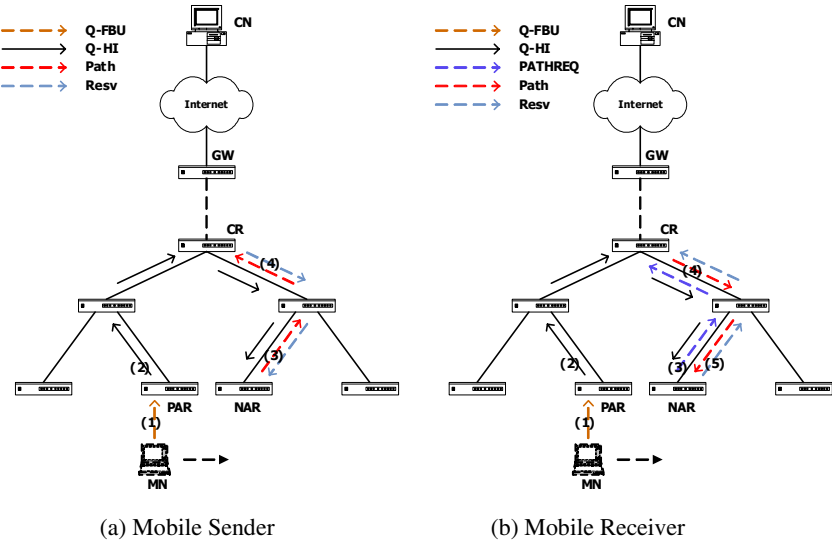 Q-FBU
Q-HI
Path
Resv
CN
Internet
GW
CR
(4)
(3)
(2)
PAR
NAR
(1)
MN
(a) Mobile Sender
Q-FBU
Q-HI
PATHREQ
Path
Resv
CN
Internet
GW
CR
(4)
(2)
(3)
(5)
PAR
NAR
(1)
MN
(b) Mobile Receiver